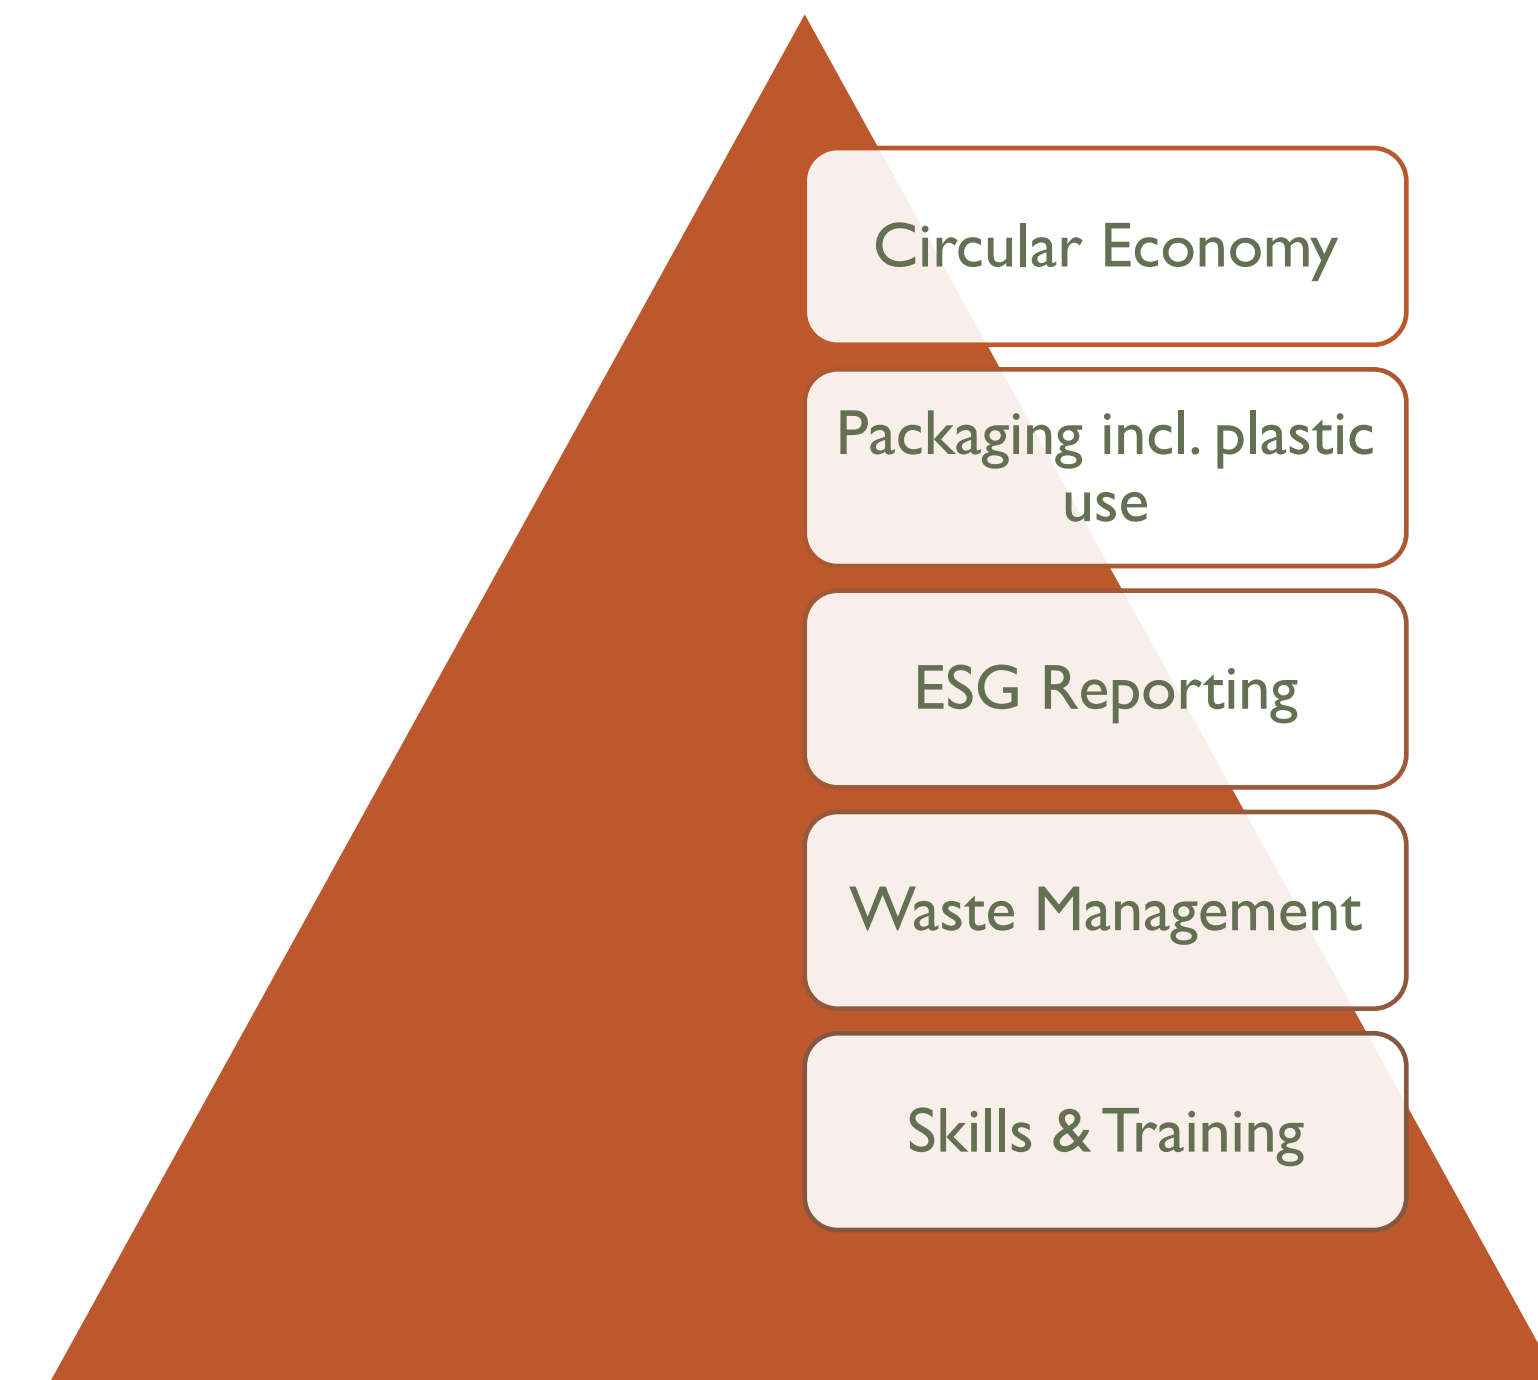 Circular Economy
Packaging incl. plastic
use
ESG Reporting
Waste Management
Skills & Training